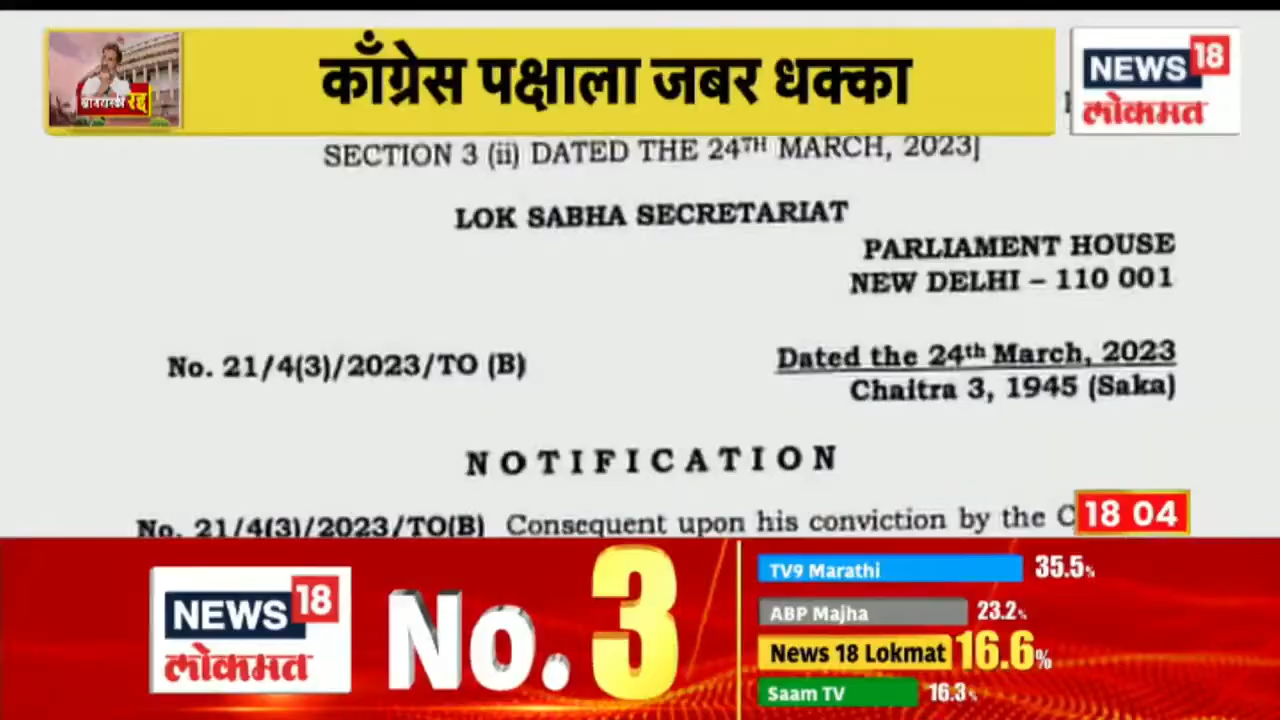 काँग्रेस पक्षाला जबर धक्का
खासदारकी रद्द
NEWS 18
लोकमत
SECTION 3 (ii) DATED THE 24TH MARCH, 2023]
LOK SABHA SECRETARIAT
PARLIAMENT HOUSE
NEW DELHI – 110 001
No. 21/4(3)/2023/TO (B)
Dated the 24th March, 2023
Chaitra 3, 1945 (Saka)
NOTIFICATION
No. 21/4(3)/2023/TO(B) Consequent upon his conviction by the C
18 04
NEWS 18
लोकमत
No. 3
TV9 Marathi 35.5%
ABP Majha 23.2%
News 18 Lokmat 16.6%
Saam TV 16.3%